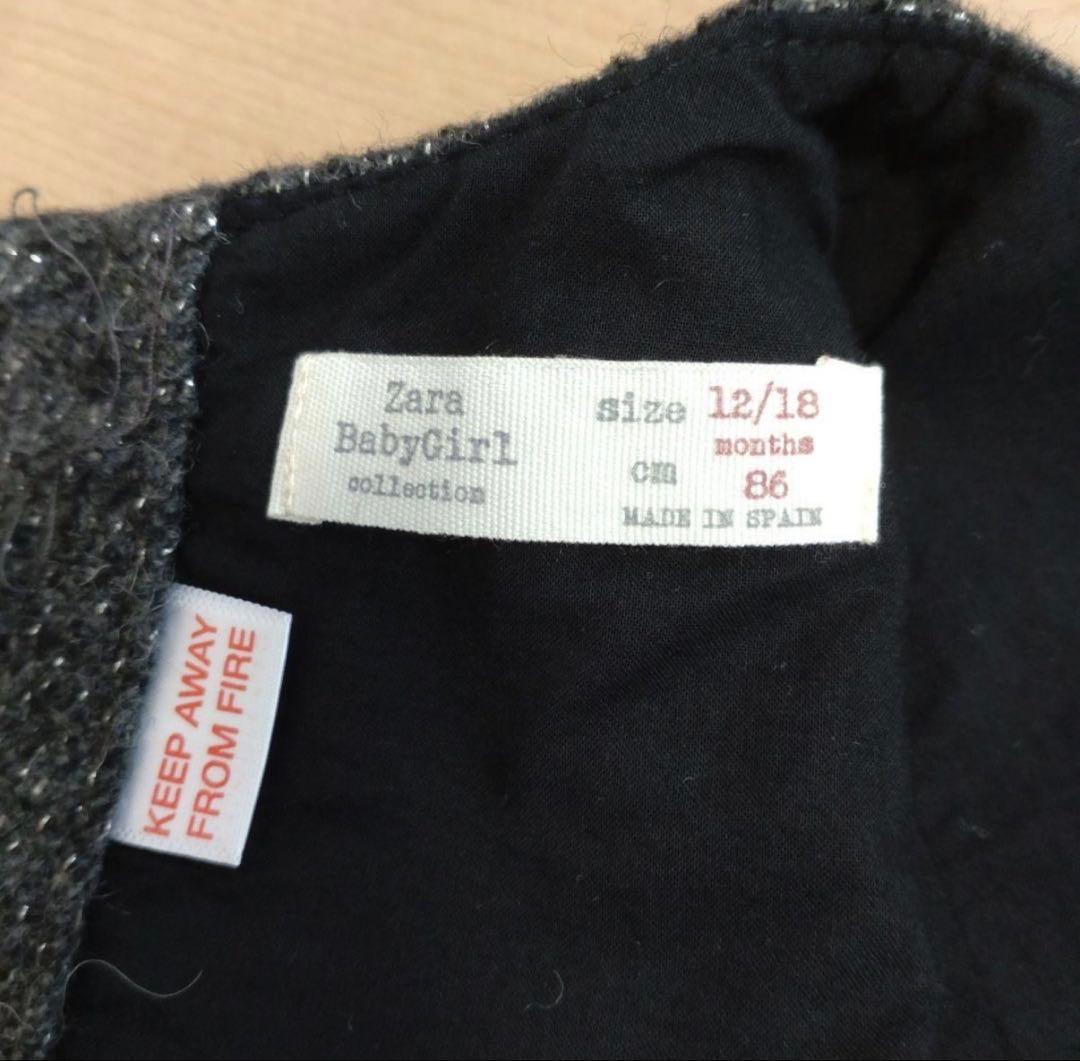 Zara
BabyGirl
collection
size 12/18
months
cm 86
MADE IN SPAIN
KEEP AWAY
FROM FIRE